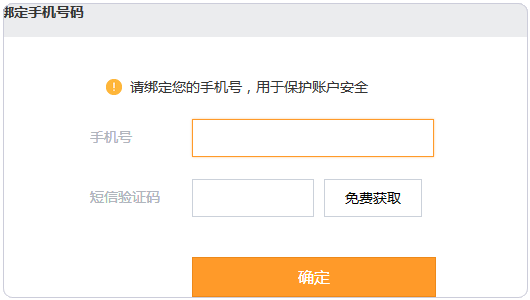 绑定手机号码
请绑定您的手机号，用于保护账户安全
手机号
短信验证码 免费获取
确定